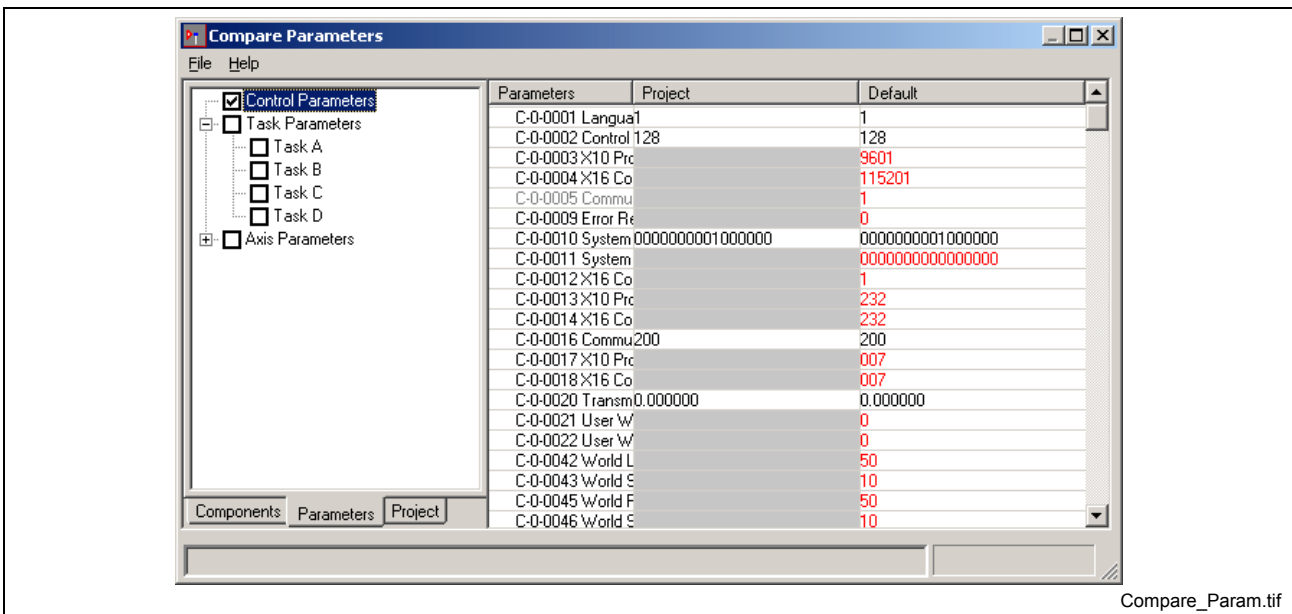 Compare Parameters
File Help
Control Parameters
Task Parameters
Task A
Task B
Task C
Task D
Axis Parameters
Components Parameters Project
Parameters Project Default
C-0-0001 Langua 1 1
C-0-0002 Control 128 128
C-0-0003 X10 Pro 9601
C-0-0004 X16 Co 115201
C-0-0005 Commu 1
C-0-0009 Error Re 0
C-0-0010 System 0000000001000000 0000000001000000
C-0-0011 System 0000000000000000
C-0-0012 X16 Co 1
C-0-0013 X10 Pro 232
C-0-0014 X16 Co 232
C-0-0016 Commu 200 200
C-0-0017 X10 Pro 007
C-0-0018 X16 Co 007
C-0-0020 Transm 0.000000 0.000000
C-0-0021 User W 0
C-0-0022 User W 0
C-0-0042 World L 50
C-0-0043 World S 10
C-0-0045 World F 50
C-0-0046 World S 10
Compare_Param.tif